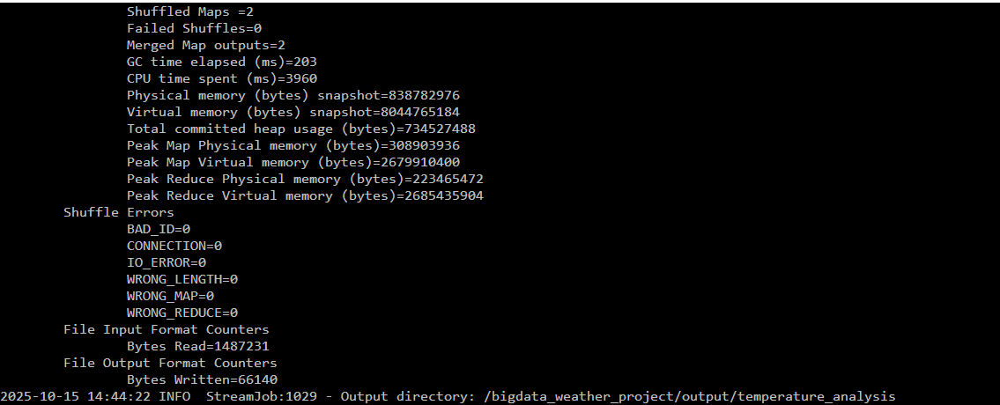 Shuffled Maps =2
Failed Shuffles=0
Merged Map outputs=2
GC time elapsed (ms)=203
CPU time spent (ms)=3960
Physical memory (bytes) snapshot=838782976
Virtual memory (bytes) snapshot=8044765184
Total committed heap usage (bytes)=734527488
Peak Map Physical memory (bytes)=308903936
Peak Map Virtual memory (bytes)=2679910400
Peak Reduce Physical memory (bytes)=223465472
Peak Reduce Virtual memory (bytes)=2685435904
Shuffle Errors
BAD_ID=0
CONNECTION=0
IO_ERROR=0
WRONG_LENGTH=0
WRONG_MAP=0
WRONG_REDUCE=0
File Input Format Counters
Bytes Read=1487231
File Output Format Counters
Bytes Written=66140
2025-10-15 14:44:22 INFO  StreamJob:1029 - Output directory: /bigdata_weather_project/output/temperature_analysis